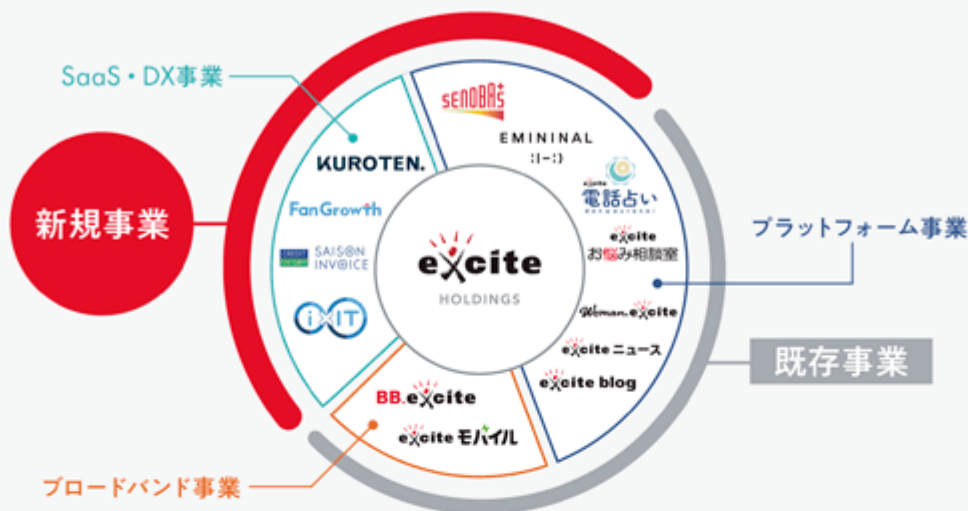 SaaS・DX事業
SENOBAS+
EMININAL
:|-:)
KUROTEN.
excite
電話占い
FanGrowth
新規事業
excite
お悩み相談室
プラットフォーム事業
SAISON
INVOICE
excite
HOLDINGS
iXIT
Woman.excite
exciteニュース
既存事業
excite blog
BB.excite
exciteモバイル
ブロードバンド事業